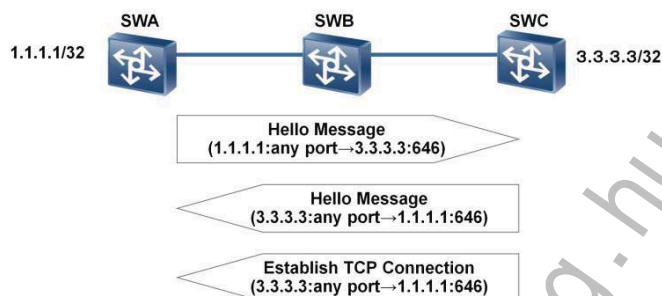 SWA SWB SWC
1.1.1.1/32 3.3.3.3/32
Hello Message
(1.1.1.1:any port→3.3.3.3:646)
Hello Message
(3.3.3.3:any port→1.1.1.1:646)
Establish TCP Connection
(3.3.3.3:any port→1.1.1.1:646)
g.hu